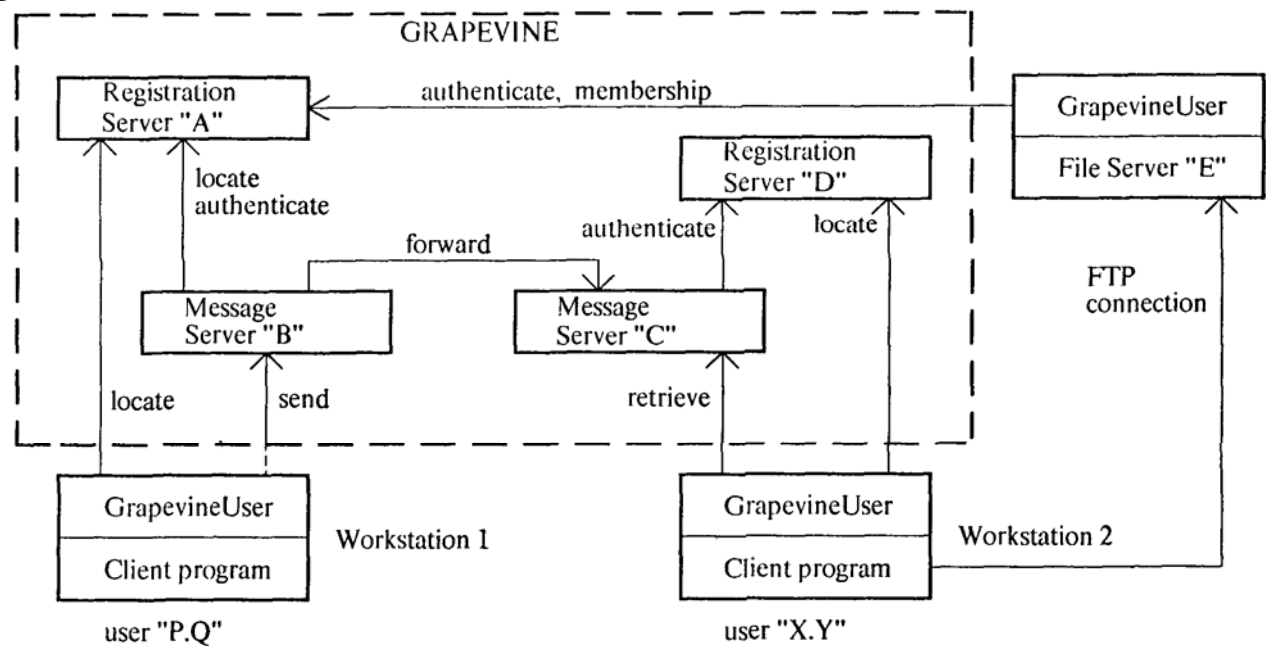 GRAPEVINE
Registration
Server "A"
authenticate, membership
GrapevineUser
File Server "E"
Registration
Server "D"
locate
authenticate
forward
authenticate
locate
FTP
connection
Message
Server "B"
Message
Server "C"
locate
send
retrieve
GrapevineUser
Client program
Workstation 1
GrapevineUser
Client program
Workstation 2
user "P.Q"
user "X.Y"